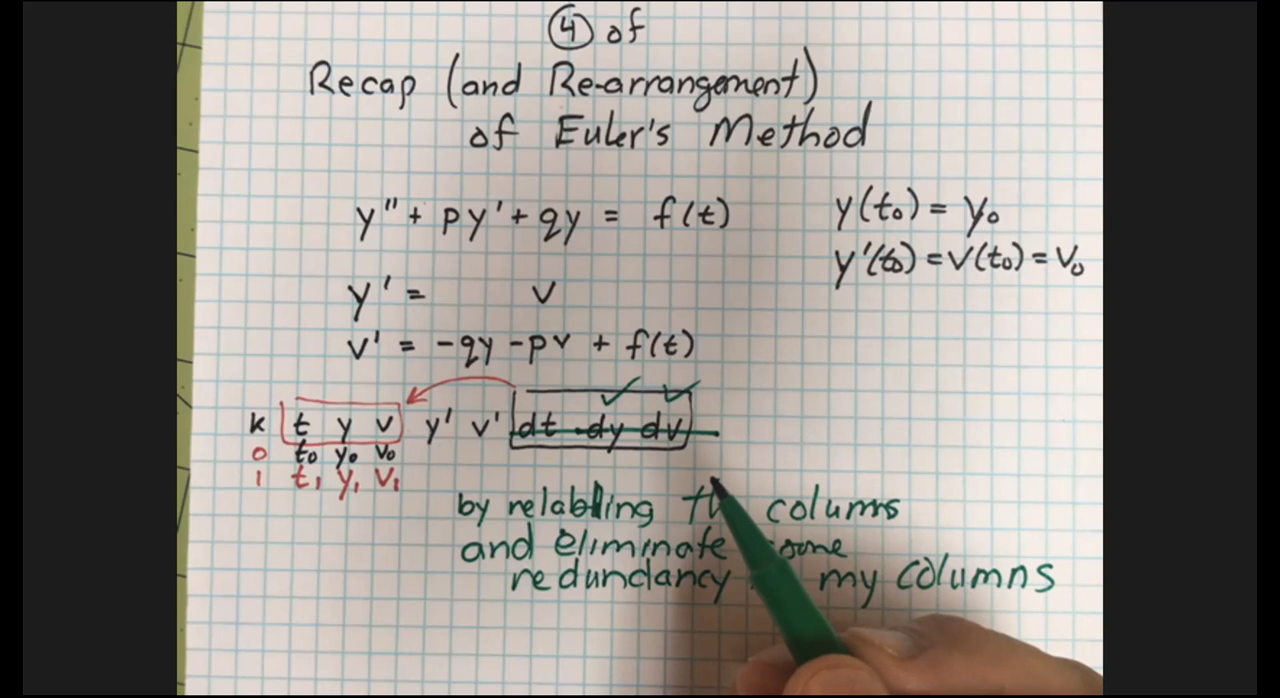 ④ of
Recap (and Re-arrangement)
of Euler's Method
y" + py' + qy = f(t)
y(t₀) = y₀
y'(t₀) = v(t₀) = v₀
y' = v
v' = -qy - pv + f(t)
k t y v y' v' dt dy dv
0 t₀ y₀ v₀
1 t₁ y₁ v₁
by relabling columns
and eliminate some
redundancy my columns